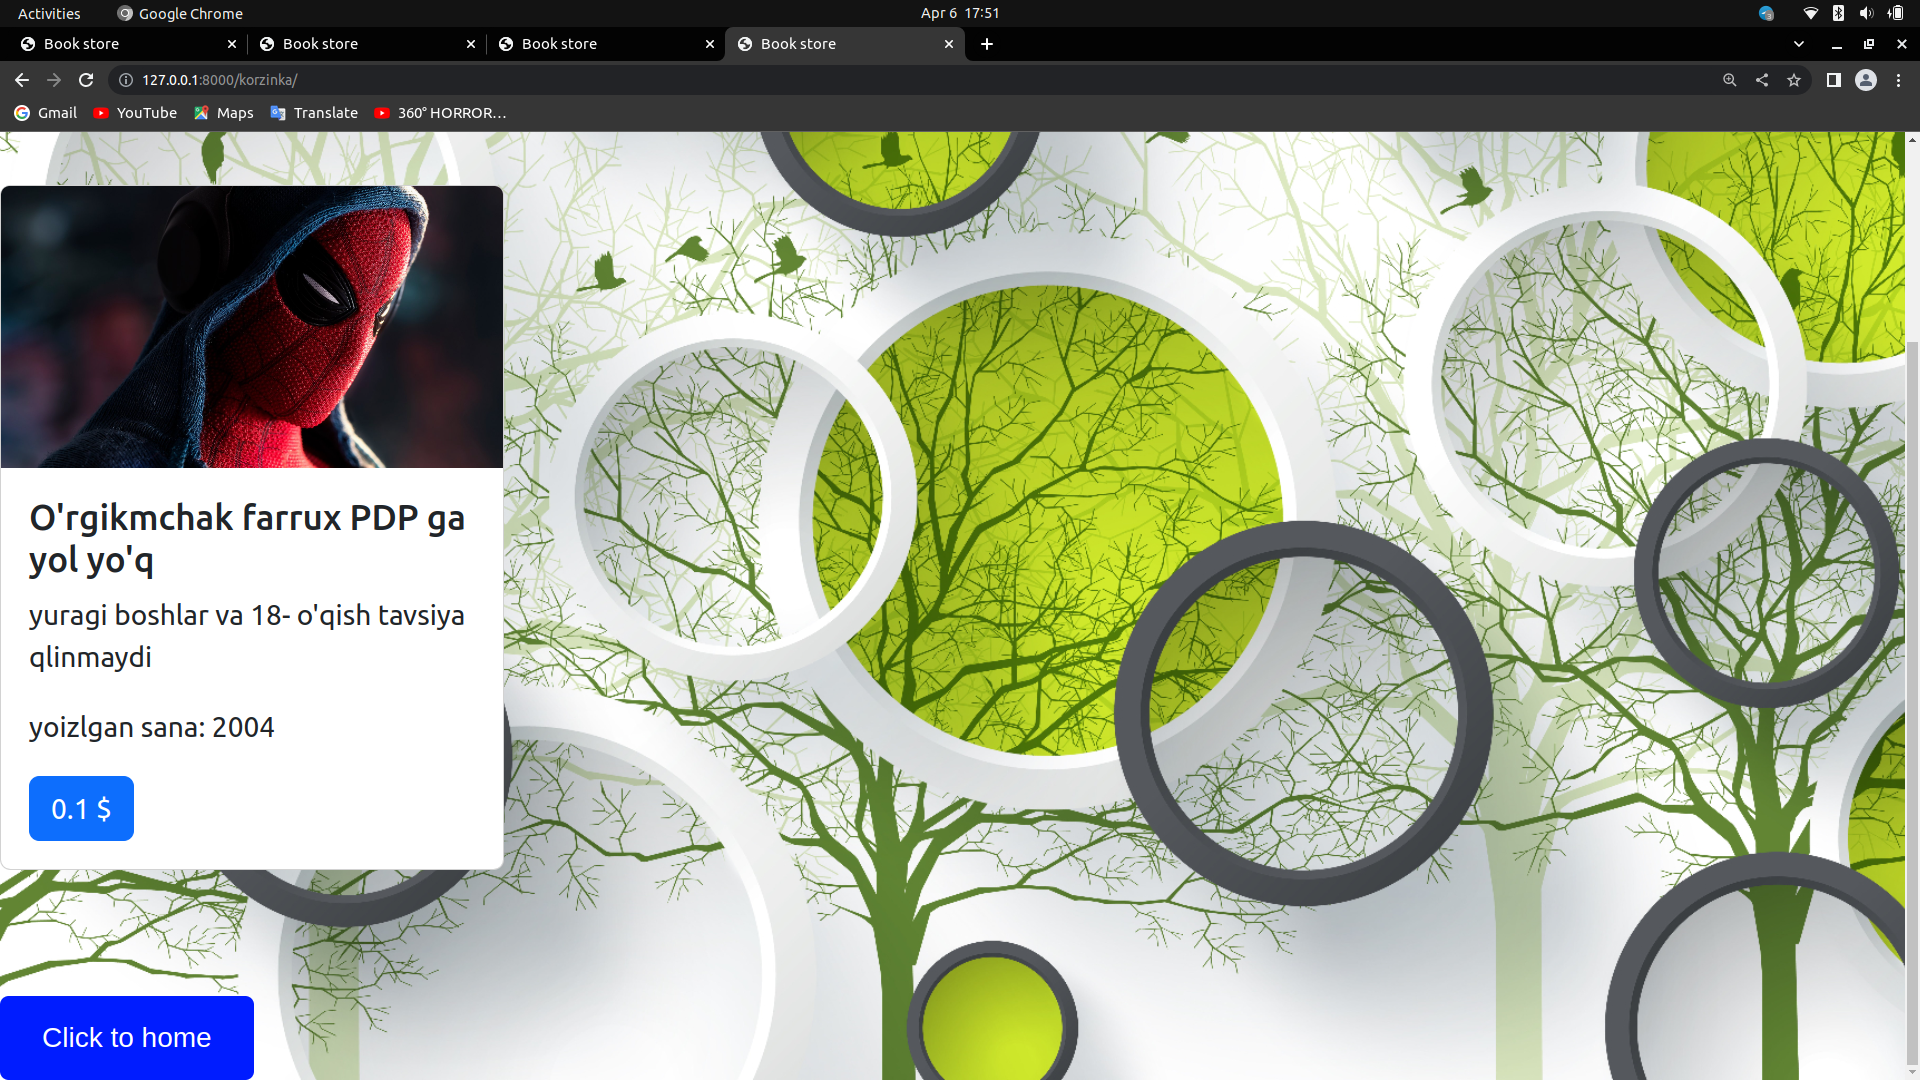 Activities
Google Chrome
Apr 6 17:51
Book store
Book store
Book store
Book store
127.0.0.1:8000/korzinka/
Gmail
YouTube
Maps
Translate
360° HORROR...
O'rgikmchak farrux PDP ga
yol yo'q
yuragi boshlar va 18- o'qish tavsiya
qlinmaydi
yoizlgan sana: 2004
0.1 $
Click to home